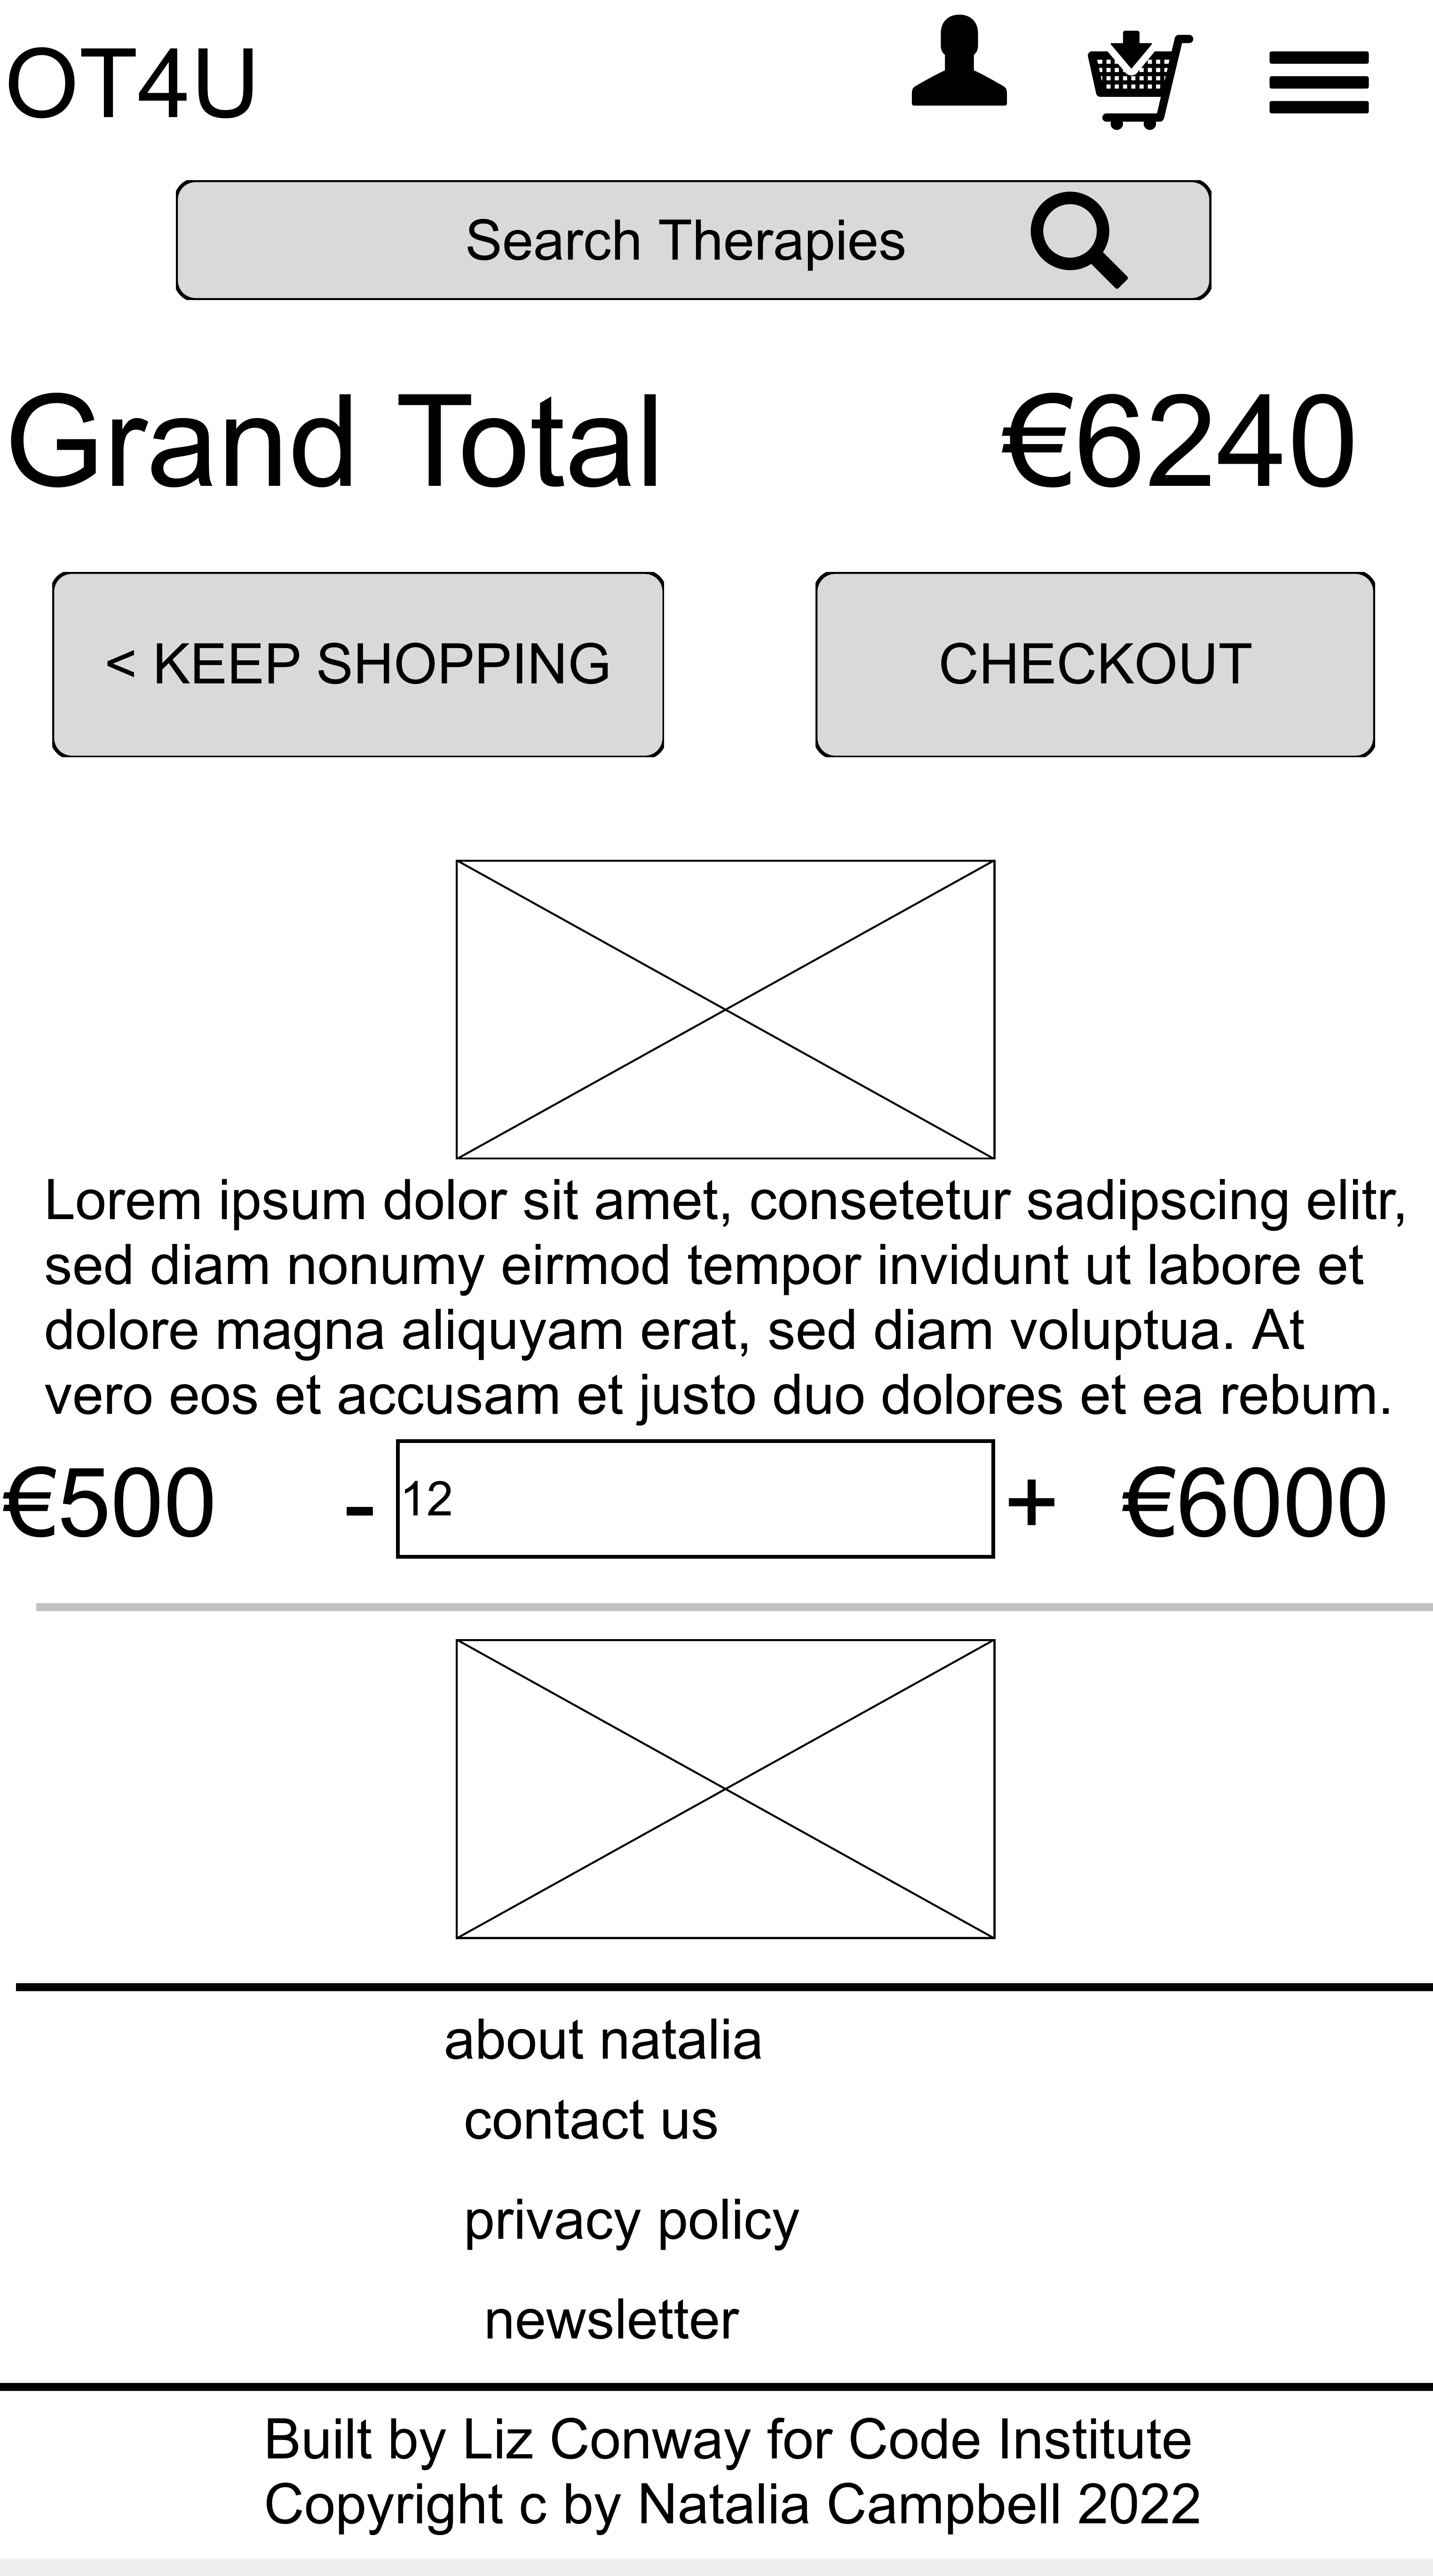 OT4U
Search Therapies
Grand Total €6240
< KEEP SHOPPING CHECKOUT
Lorem ipsum dolor sit amet, consetetur sadipscing elitr,
sed diam nonumy eirmod tempor invidunt ut labore et
dolore magna aliquyam erat, sed diam voluptua. At
vero eos et accusam et justo duo dolores et ea rebum.
€500 - 12 + €6000
about natalia
contact us
privacy policy
newsletter
Built by Liz Conway for Code Institute
Copyright c by Natalia Campbell 2022